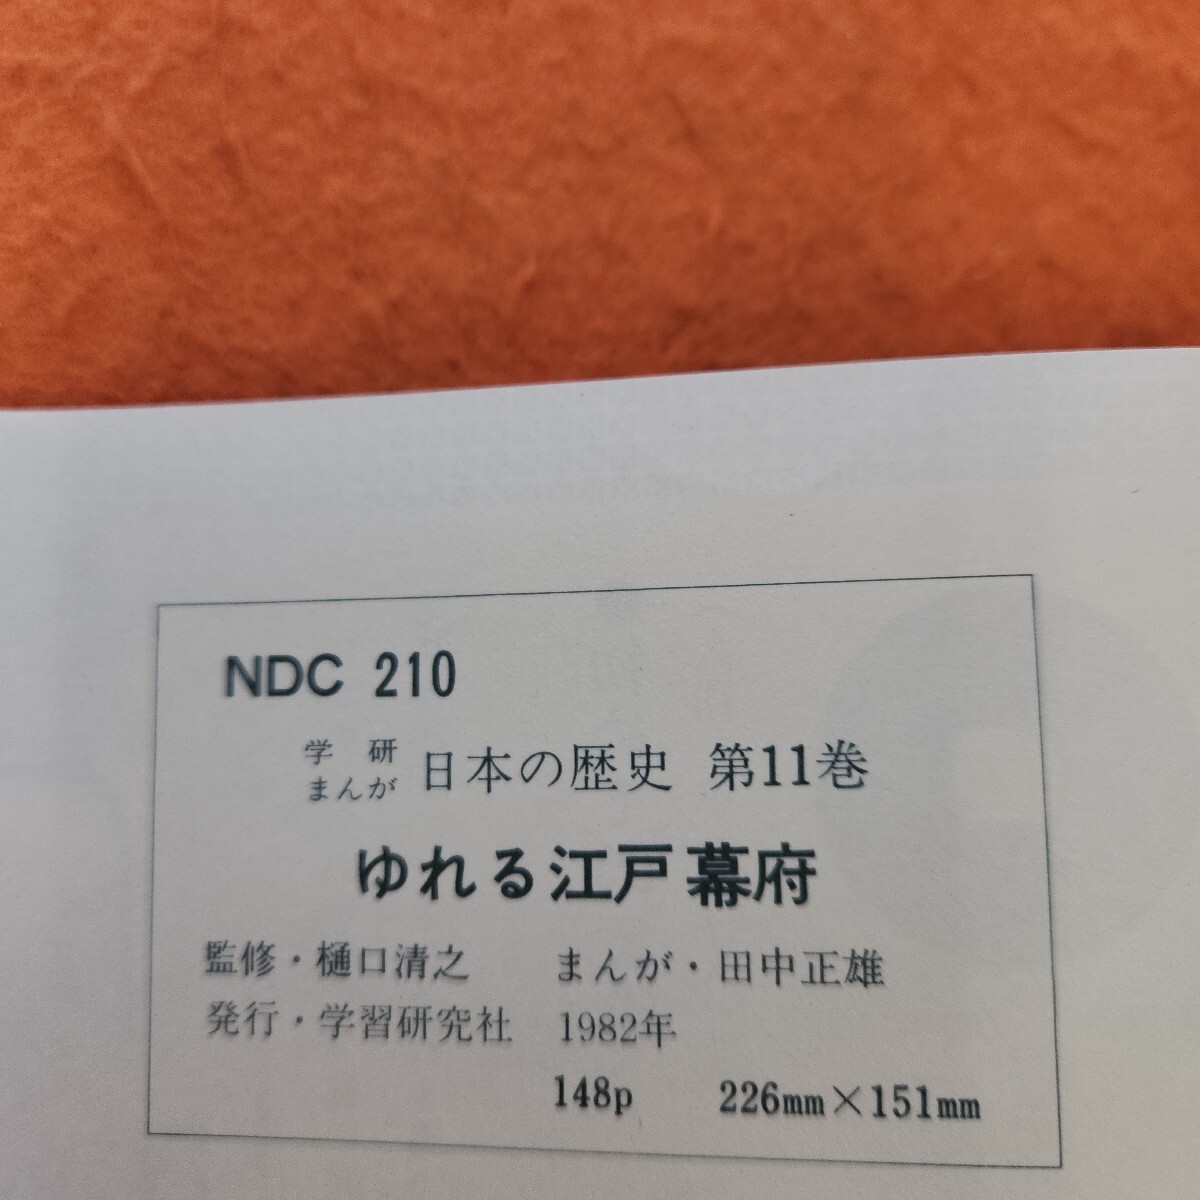 NDC 210
学研まんが 日本の歴史 第11巻
ゆれる江戸幕府
監修・樋口清之 まんが・田中正雄
発行・学習研究社 1982年
148p 226mm×151mm